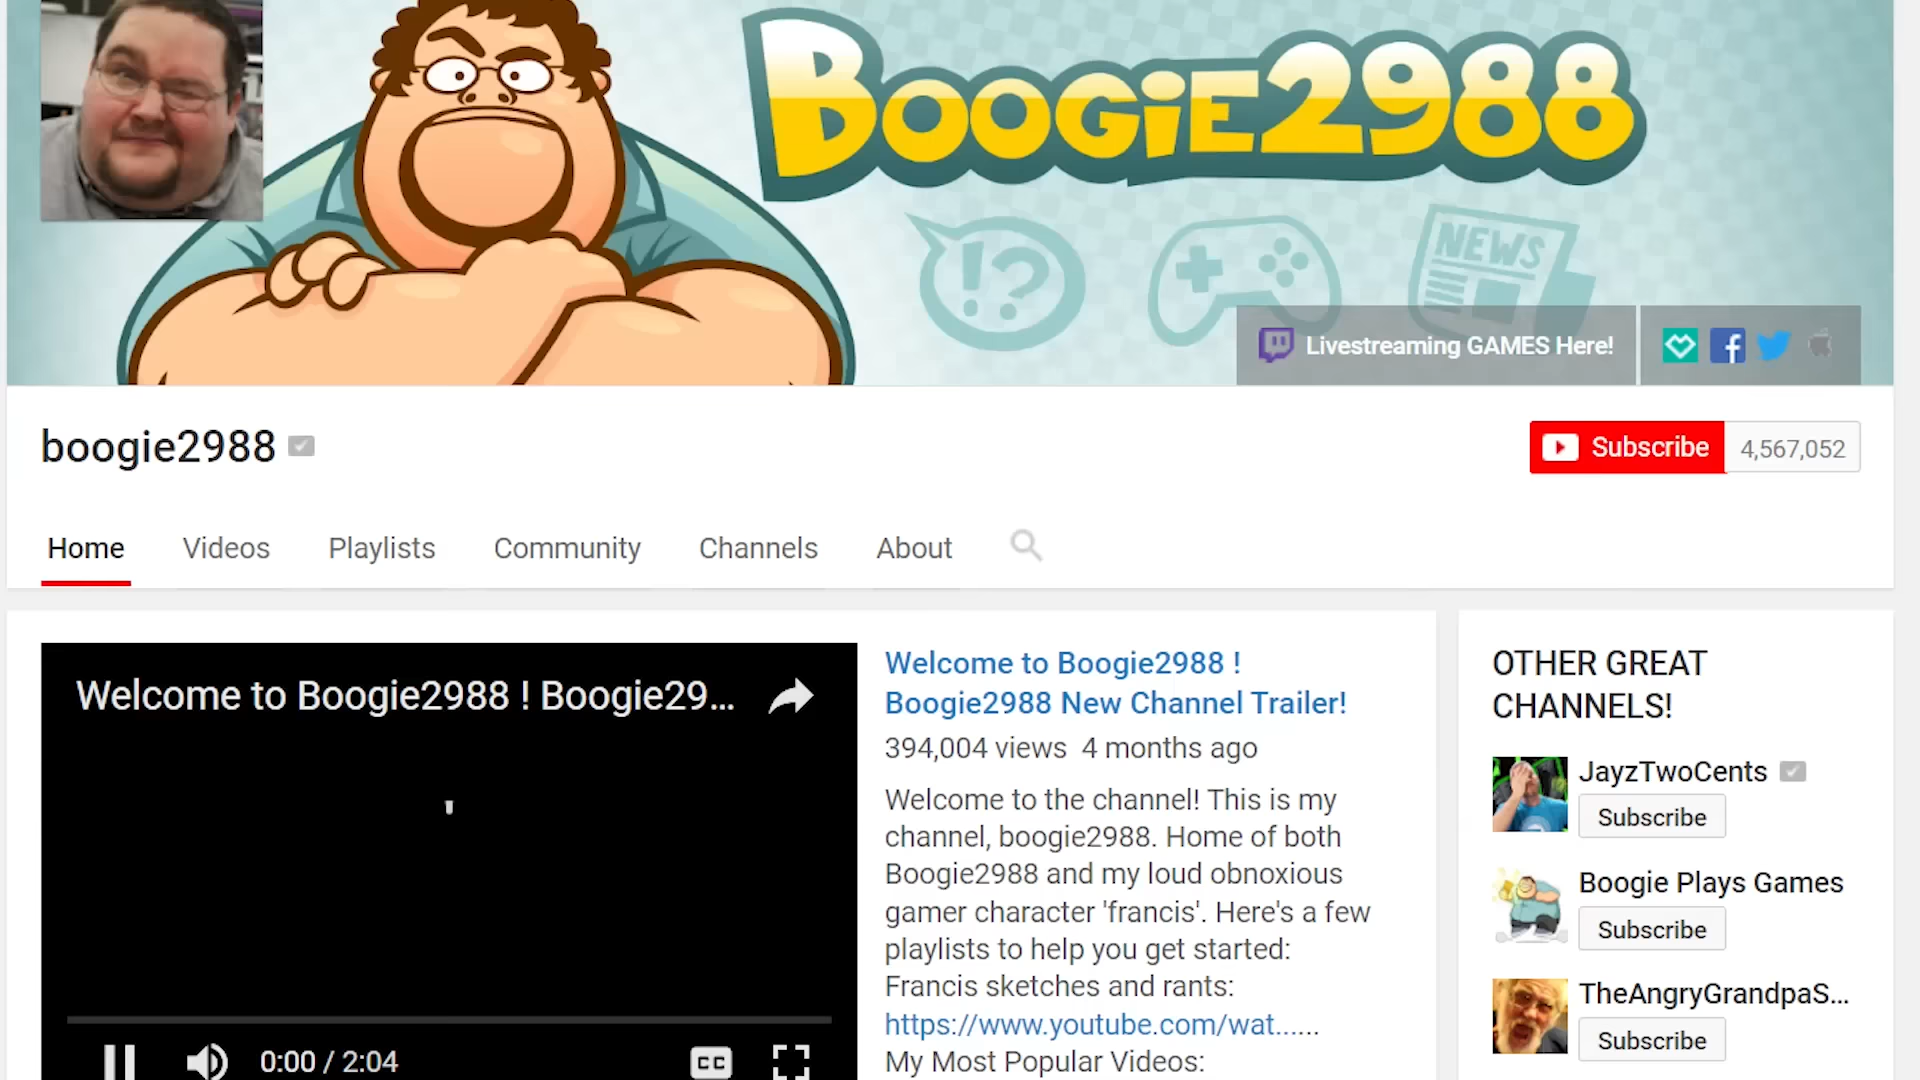 BOOGiE2988
!?
NEWS
Livestreaming GAMES Here!
boogie2988
Subscribe 4,567,052
Home Videos Playlists Community Channels About
Welcome to Boogie2988 ! Boogie29...
0:00 / 2:04
CC
Welcome to Boogie2988 !
Boogie2988 New Channel Trailer!
394,004 views 4 months ago
Welcome to the channel! This is my
channel, boogie2988. Home of both
Boogie2988 and my loud obnoxious
gamer character 'francis'. Here's a few
playlists to help you get started:
Francis sketches and rants:
https://www.youtube.com/wat......
My Most Popular Videos:
OTHER GREAT
CHANNELS!
JayzTwoCents
Subscribe
Boogie Plays Games
Subscribe
TheAngryGrandpaS...
Subscribe